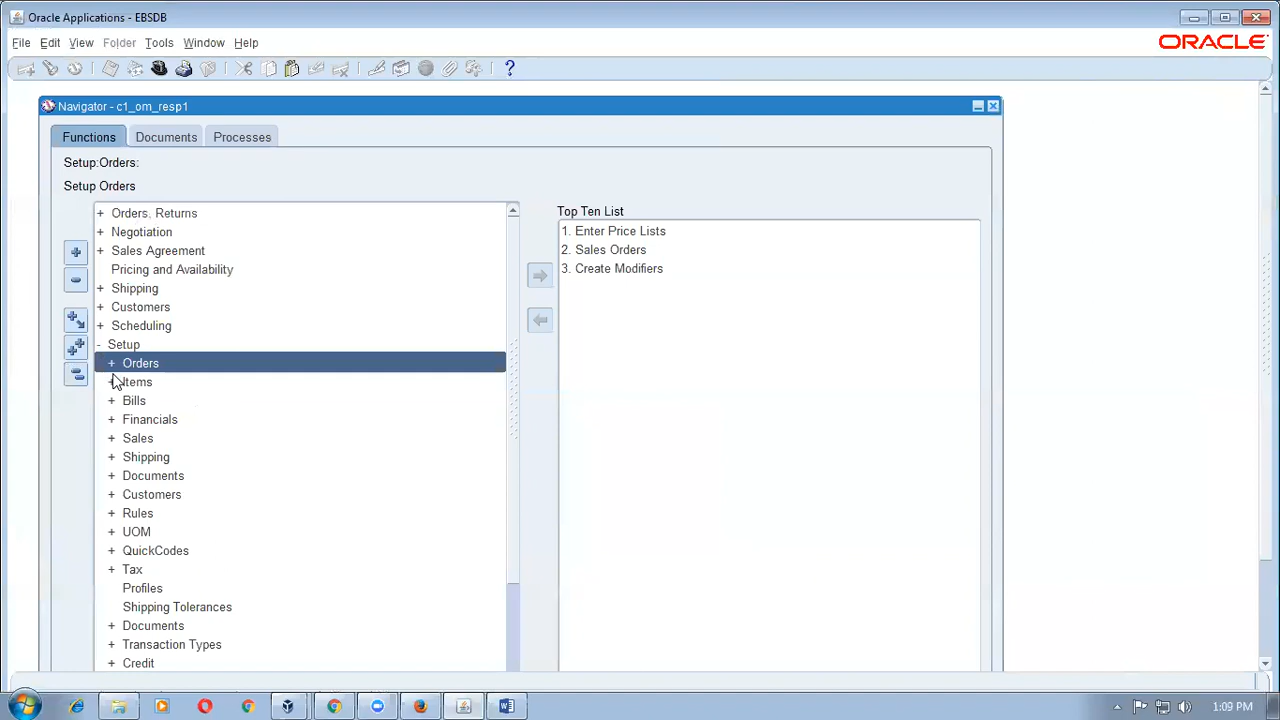 Oracle Applications - EBSDB
File Edit View Folder Tools Window Help
ORACLE
Navigator - c1_om_resp1
Functions Documents Processes
Setup:Orders:
Setup Orders
+ Orders, Returns
+ Negotiation
+ Sales Agreement
Pricing and Availability
+ Shipping
+ Customers
+ Scheduling
- Setup
+ Orders
+ Items
+ Bills
+ Financials
+ Sales
+ Shipping
+ Documents
+ Customers
+ Rules
+ UOM
+ QuickCodes
+ Tax
Profiles
Shipping Tolerances
+ Documents
+ Transaction Types
+ Credit
Top Ten List
1. Enter Price Lists
2. Sales Orders
3. Create Modifiers
1:09 PM